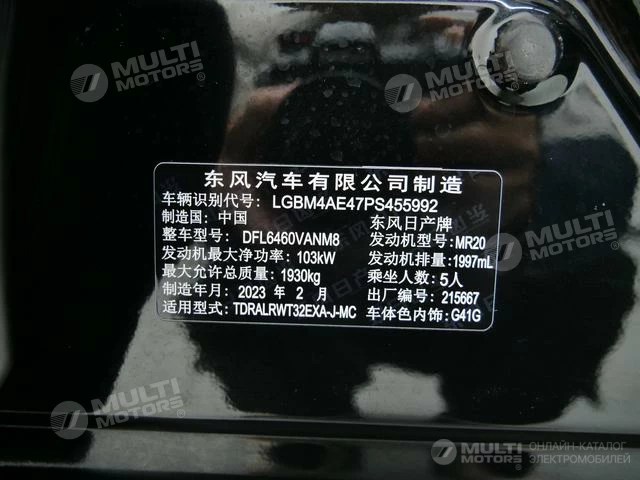 MULTI MOTORS
MULTI MOTORS
东风汽车有限公司制造
车辆识别代号: LGBM4AE47PS455992
制造国: 中国 东风日产牌
整车型号: DFL6460VANM8 发动机型号: MR20
发动机最大净功率: 103kW 发动机排量: 1997mL
最大允许总质量: 1930kg 乘坐人数: 5人
制造年月: 2023 年 2 月 出厂编号: 215667
适用型式: TDRALRWT32EXA-J-MC 车体色内饰: G41G
MULTI MOTORS
MULTI MOTORS
ОНЛАЙН-КАТАЛОГ
ЭЛЕКТРОМОБИЛЕЙ